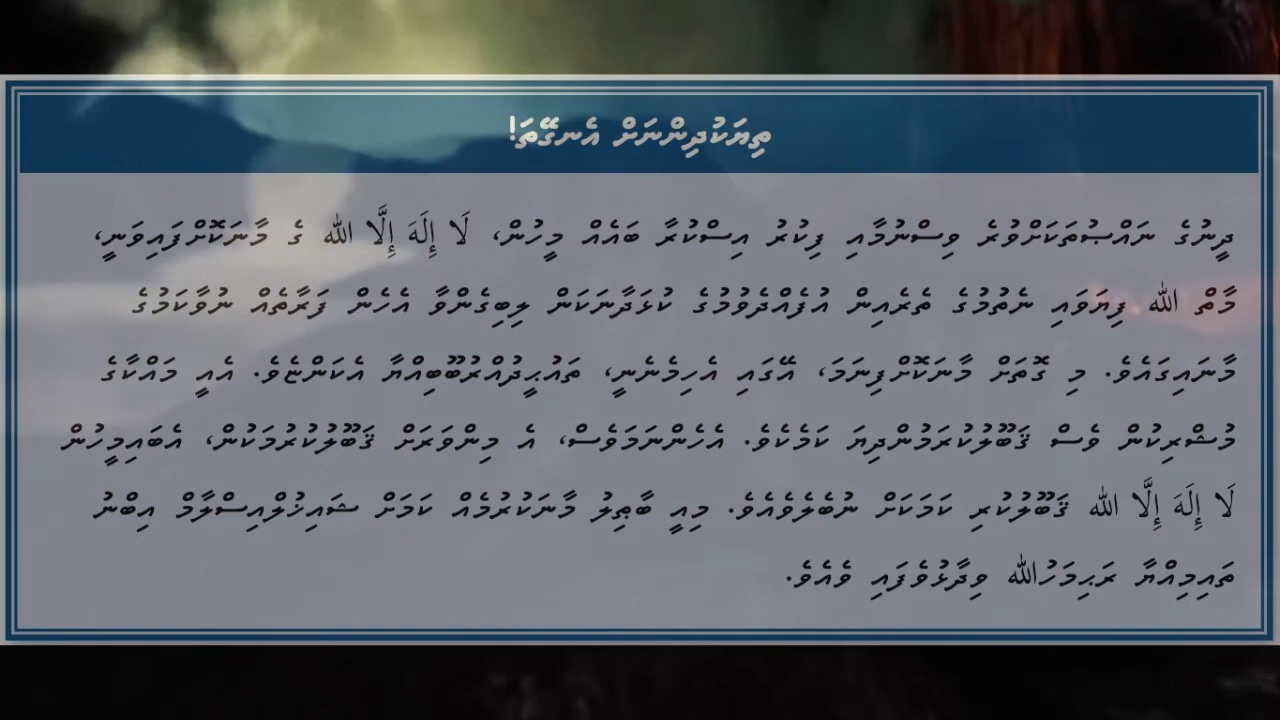 ތިޔަކުދިންނަށް އެނގޭތަ!
ދީނުގެ ނައްޞުތަކަށްވުރެ ވިސްނުމާއި ފިކުރު އިސްކުރާ ބައެއް މީހުން، لَا إِلَهَ إِلَّا الله ގެ މާނަކޮށްފައިވަނީ،
މާތް الله ފިޔަވައި ނެތުމުގެ ތެރެއިން އުފެއްދެވުމުގެ ކުޅަދާނަކަން ލިބިގެންވާ އެހެން ފަރާތެއް ނުވާކަމުގެ
މާނައިގައެވެ. މި ގޮތަށް މާނަކޮށްފިނަމަ، އޭގައި އެހިމެނެނީ، ތައުޙީދުއްރުބޫބިއްޔާ އެކަންޏެވެ. އެއީ މައްކާގެ
މުޝްރިކުން ވެސް ޤަބޫލުކުރަމުންދިޔަ ކަމެކެވެ. އެހެންނަމަވެސް، އެ މިންވަރަށް ޤަބޫލުކުރުމަކުން، އެބައިމީހުން
لَا إِلَهَ إِلَّا الله ޤަބޫލުކުރި ކަމަކަށް ނުބެލެވެއެވެ. މިއީ ބާޠިލު މާނަކުރުމެއް ކަމަށް ޝައިޚުލްއިސްލާމް އިބްނު
ތައިމިއްޔާ ރަޙިމަހުالله ވިދާޅުވެފައި ވެއެވެ.